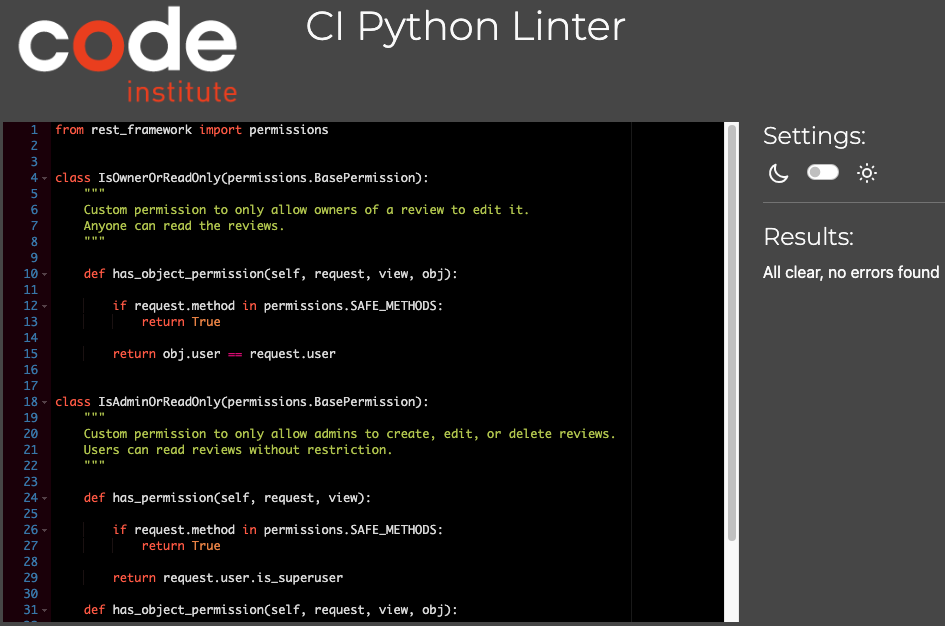 code
institute
CI Python Linter
1 from rest_framework import permissions
2
3
4 class IsOwnerOrReadOnly(permissions.BasePermission):
5     """
6     Custom permission to only allow owners of a review to edit it.
7     Anyone can read the reviews.
8     """
9
10     def has_object_permission(self, request, view, obj):
11
12         if request.method in permissions.SAFE_METHODS:
13             return True
14
15         return obj.user == request.user
16
17
18 class IsAdminOrReadOnly(permissions.BasePermission):
19     """
20     Custom permission to only allow admins to create, edit, or delete reviews.
21     Users can read reviews without restriction.
22     """
23
24     def has_permission(self, request, view):
25
26         if request.method in permissions.SAFE_METHODS:
27             return True
28
29         return request.user.is_superuser
30
31     def has_object_permission(self, request, view, obj):
Settings:
Results:
All clear, no errors found